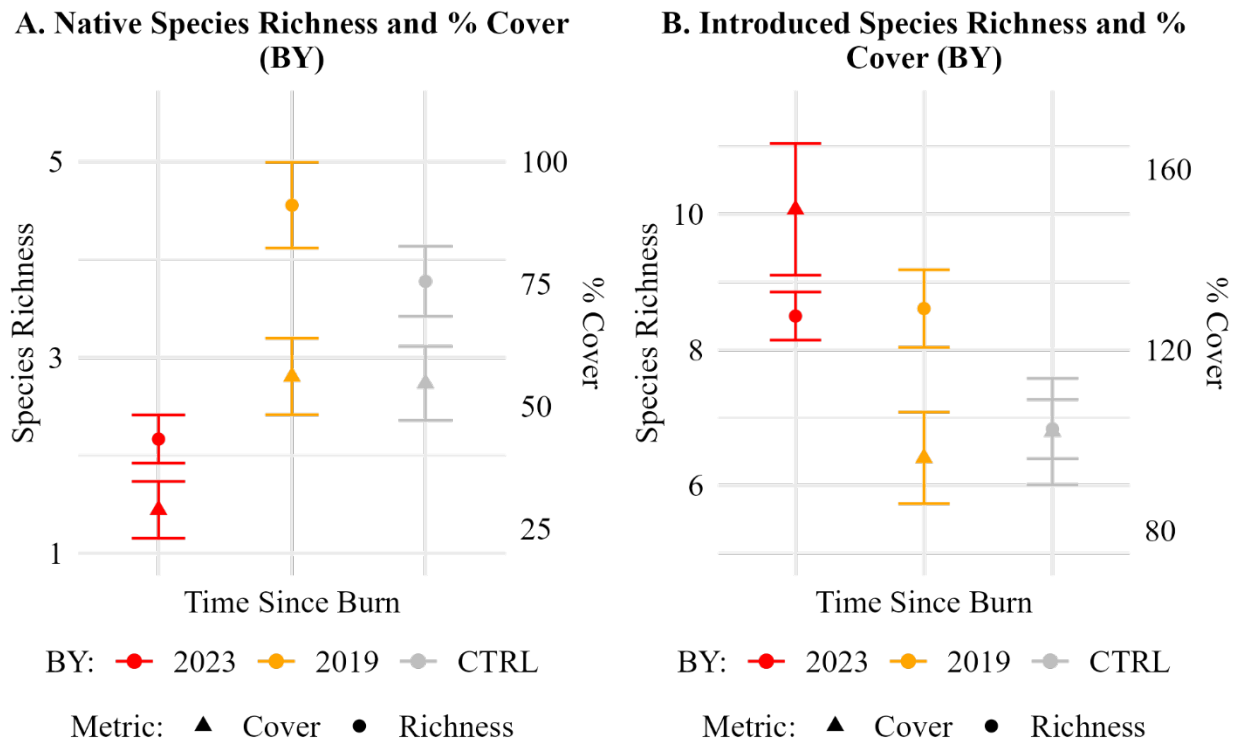 A. Native Species Richness and % Cover
(BY)
5
3
1
Species Richness
100
75
50
25
% Cover
Time Since Burn
BY: 2023 2019 CTRL
Metric: Cover Richness
B. Introduced Species Richness and %
Cover (BY)
10
8
6
Species Richness
160
120
80
% Cover
Time Since Burn
BY: 2023 2019 CTRL
Metric: Cover Richness